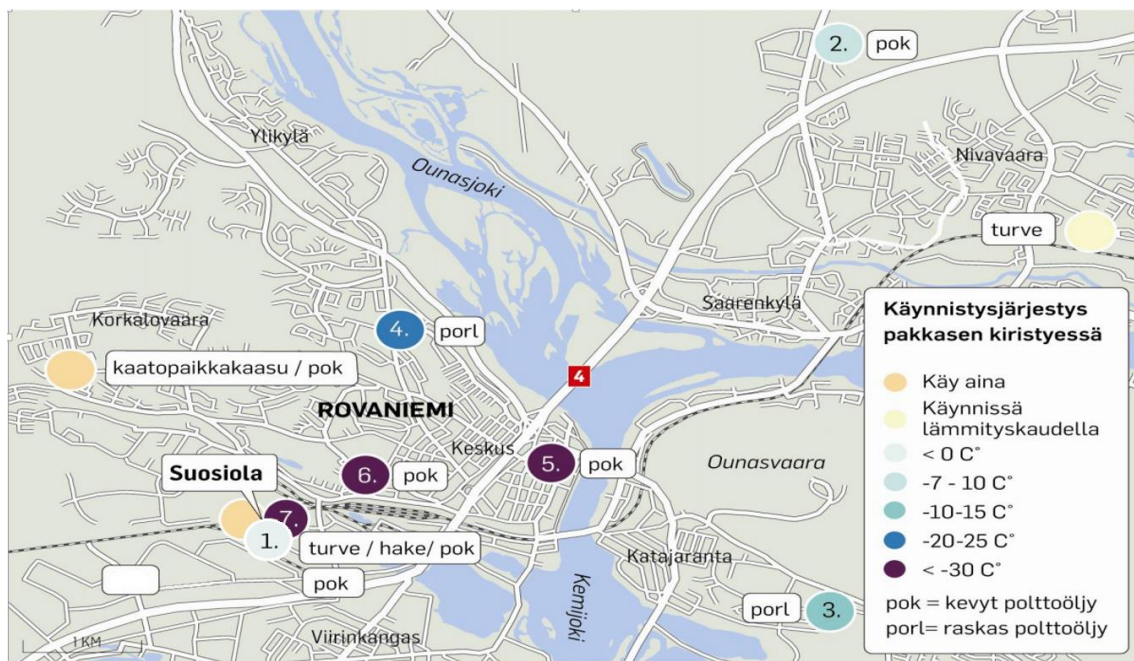 2.
pok
Ylikylä
Ounasjoki
Nivavaara
turve
Saarenkylä
Korkalovaara
4.
porl
kaatopaikkakaasu / pok
4
ROVANIEMI
Keskus
5.
pok
Ounasvaara
6.
pok
Suosiola
7.
1.
turve / hake/ pok
pok
Katajaranta
Kemijoki
porl
3.
Viirinkangas
1 KM
Käynnistysjärjestys
pakkasen kiristyessä
Käy aina
Käynnissä
lämmityskaudella
< 0 C°
-7 - 10 C°
-10-15 C°
-20-25 C°
< -30 C°
pok = kevyt polttoöljy
porl= raskas polttoöljy